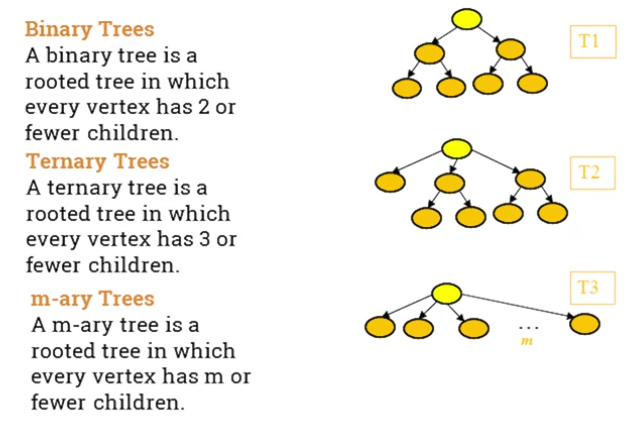 Binary Trees
A binary tree is a
rooted tree in which
every vertex has 2 or
fewer children.
Ternary Trees
A ternary tree is a
rooted tree in which
every vertex has 3 or
fewer children.
m-ary Trees
A m-ary tree is a
rooted tree in which
every vertex has m or
fewer children.
T1
T2
T3
...
m